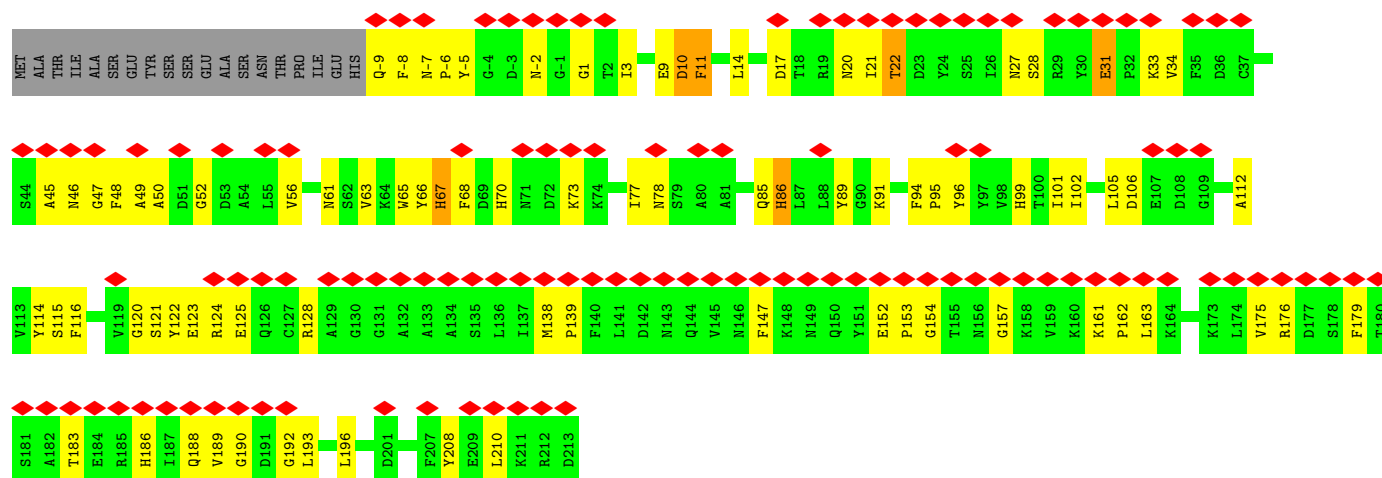 MET ALA THR ILE ALA SER GLU TYR SER SER GLU ALA SER ASN THR PRO ILE GLU HIS Q-9 F-8 N-7 P-6 Y-5 G-4 D-3 N-2 G-1 G1 T2 I3 E9 D10 F11 L14 D17 T18 R19 N20 I21 T22 D23 Y24 S25 I26 N27 S28 R29 Y30 E31 P32 K33 V34 F35 D36 C37
S44 A45 N46 G47 F48 A49 A50 D51 G52 D53 A54 L55 V56 N61 S62 V63 K64 W65 Y66 H67 F68 D69 H70 N71 D72 K73 K74 I77 N78 S79 A80 A81 Q85 H86 L87 L88 Y89 G90 K91 F94 P95 Y96 Y97 V98 H99 T100 I101 I102 L105 D106 E107 D108 G109 A112
V113 Y114 S115 F116 V119 G120 S121 Y122 E123 R124 E125 Q126 C127 R128 A129 G130 G131 A132 A133 A134 S135 L136 I137 M138 P139 F140 L141 D142 N143 Q144 V145 N146 F147 K148 N149 Q150 Y151 E152 P153 G154 T155 N156 G157 K158 V159 K160 K161 P162 L163 K164 K173 L174 V175 R176 D177 S178 F179 T180
S181 A182 T183 E184 R185 H186 I187 Q188 V189 G190 D191 G192 L193 L196 D201 F207 Y208 E209 L210 K211 R212 D213